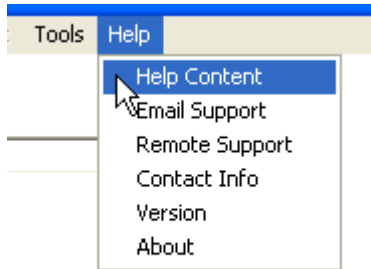 Tools Help
Help Content
Email Support
Remote Support
Contact Info
Version
About